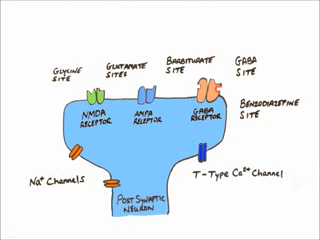 GLYCINE
SITE
GLUTAMATE
SITES
BARBITURATE
SITE
GABA
SITE
NMDA
RECEPTOR
AMPA
RECEPTOR
GABA
RECEPTOR
BENZODIAZEPINE
SITE
Na+ CHANNELS
T-TYPE Ca2+ CHANNEL
POST SYNAPTIC
NEURON